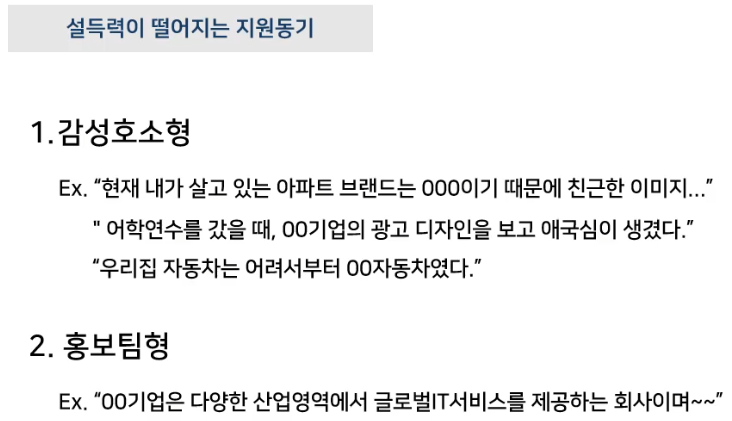 설득력이 떨어지는 지원동기
1.감성호소형
Ex. “현재 내가 살고 있는 아파트 브랜드는 000이기 때문에 친근한 이미지...”
" 어학연수를 갔을 때, 00기업의 광고 디자인을 보고 애국심이 생겼다.”
“우리집 자동차는 어려서부터 00자동차였다.”
2. 홍보팀형
Ex. “00기업은 다양한 산업영역에서 글로벌IT서비스를 제공하는 회사이며~~”